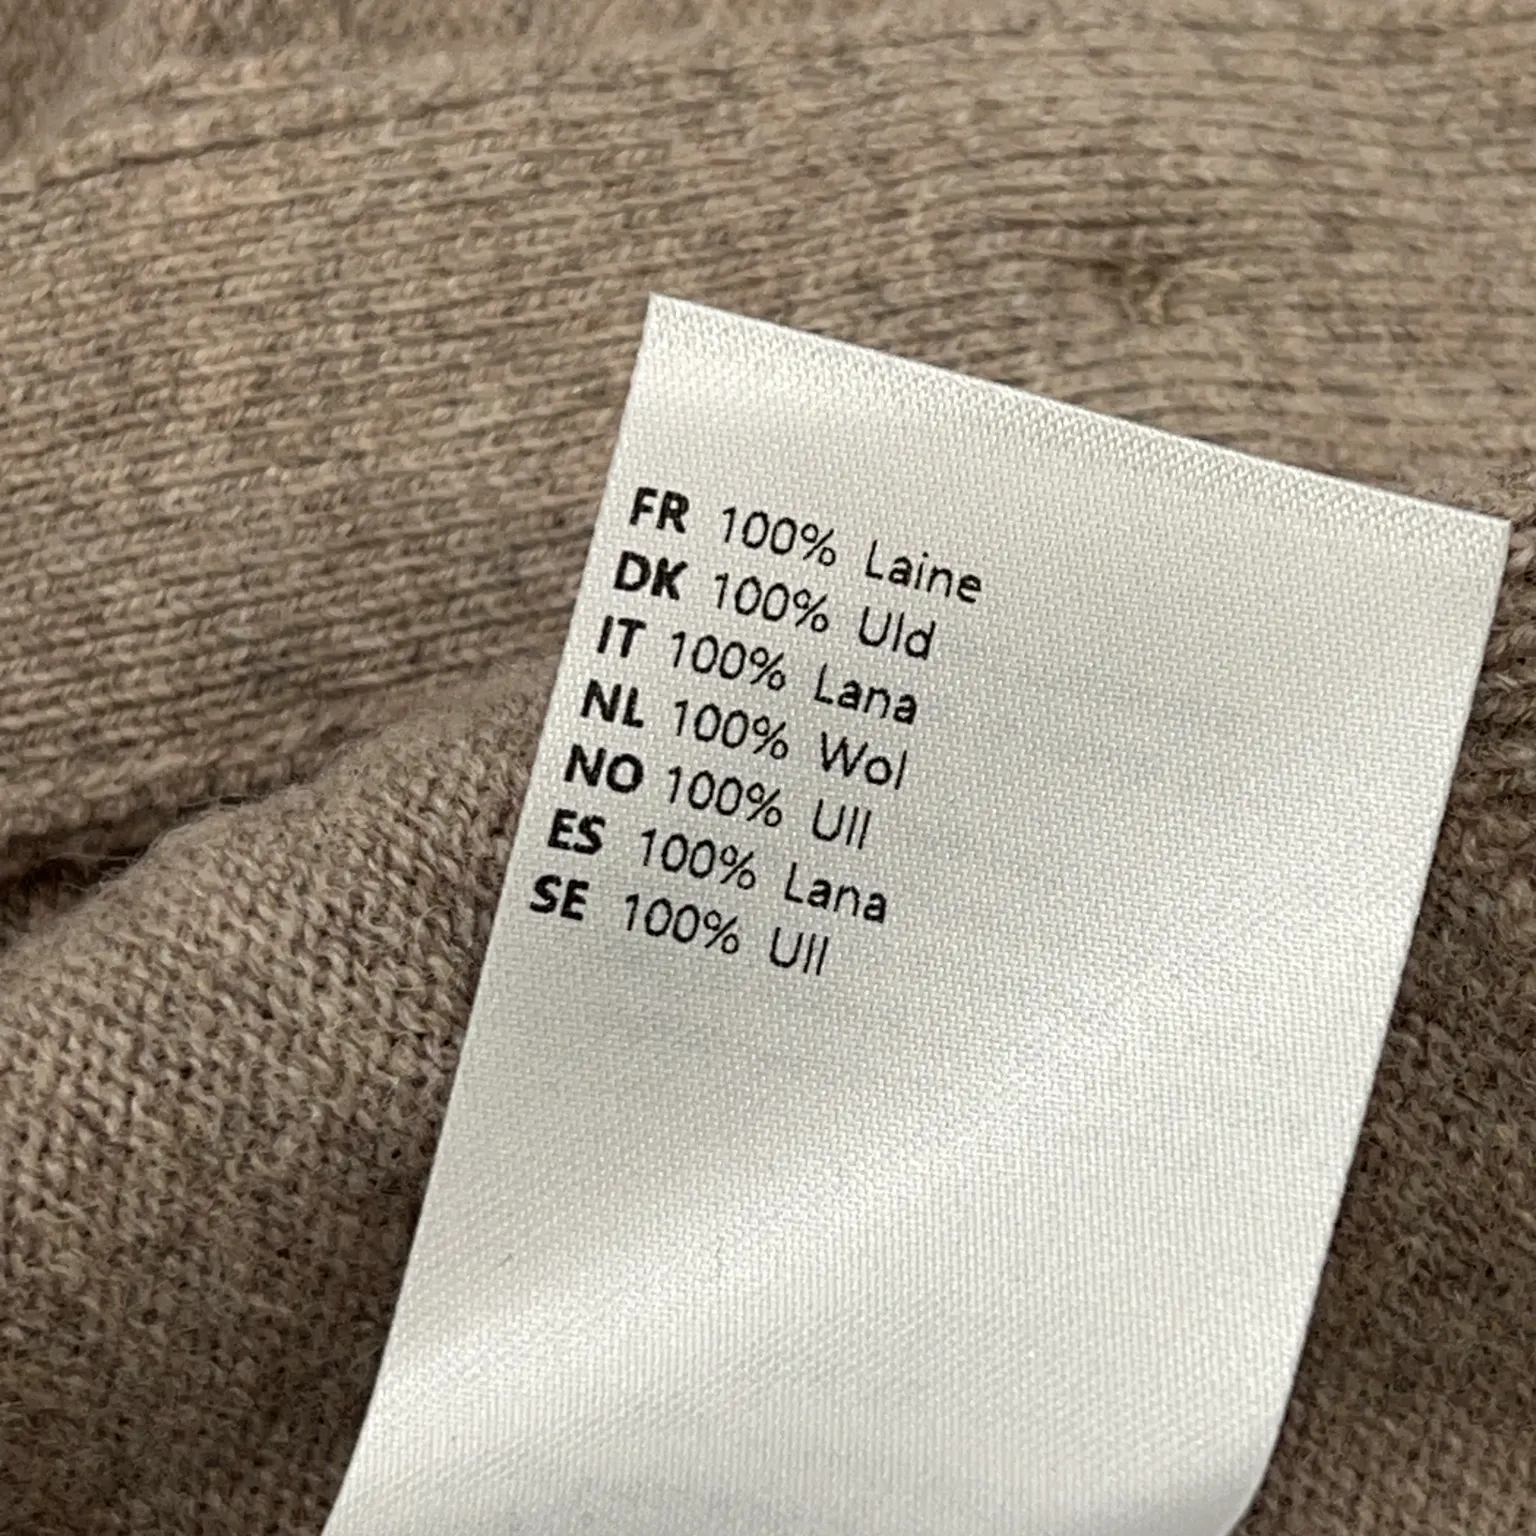 FR 100% Laine
DK 100% Uld
IT 100% Lana
NL 100% Wol
NO 100% Ull
ES 100% Lana
SE 100% Ull